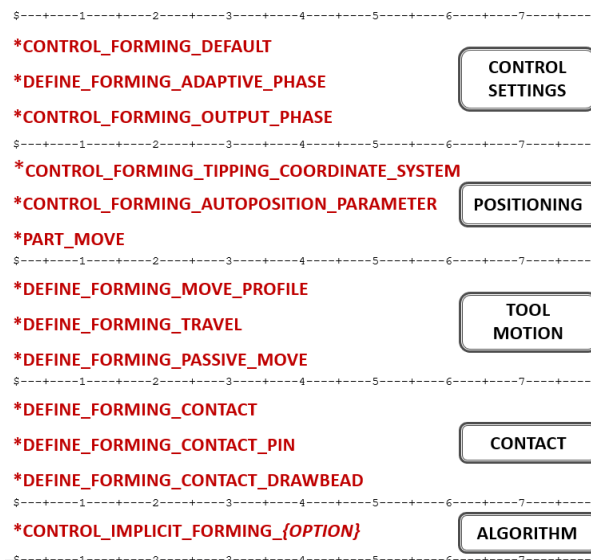 $---+----1----+----2----+----3----+----4----+----5----+----6----+----7----+----
*CONTROL_FORMING_DEFAULT
*DEFINE_FORMING_ADAPTIVE_PHASE
*CONTROL_FORMING_OUTPUT_PHASE
CONTROL
SETTINGS
$---+----1----+----2----+----3----+----4----+----5----+----6----+----7----+----
*CONTROL_FORMING_TIPPING_COORDINATE_SYSTEM
*CONTROL_FORMING_AUTOPOSITION_PARAMETER
*PART_MOVE
POSITIONING
$---+----1----+----2----+----3----+----4----+----5----+----6----+----7----+----
*DEFINE_FORMING_MOVE_PROFILE
*DEFINE_FORMING_TRAVEL
*DEFINE_FORMING_PASSIVE_MOVE
TOOL
MOTION
$---+----1----+----2----+----3----+----4----+----5----+----6----+----7----+----
*DEFINE_FORMING_CONTACT
*DEFINE_FORMING_CONTACT_PIN
*DEFINE_FORMING_CONTACT_DRAWBEAD
CONTACT
$---+----1----+----2----+----3----+----4----+----5----+----6----+----7----+----
*CONTROL_IMPLICIT_FORMING_{OPTION}
ALGORITHM
$---+----1----+----2----+----3----+----4----+----5----+----6----+----7----+----